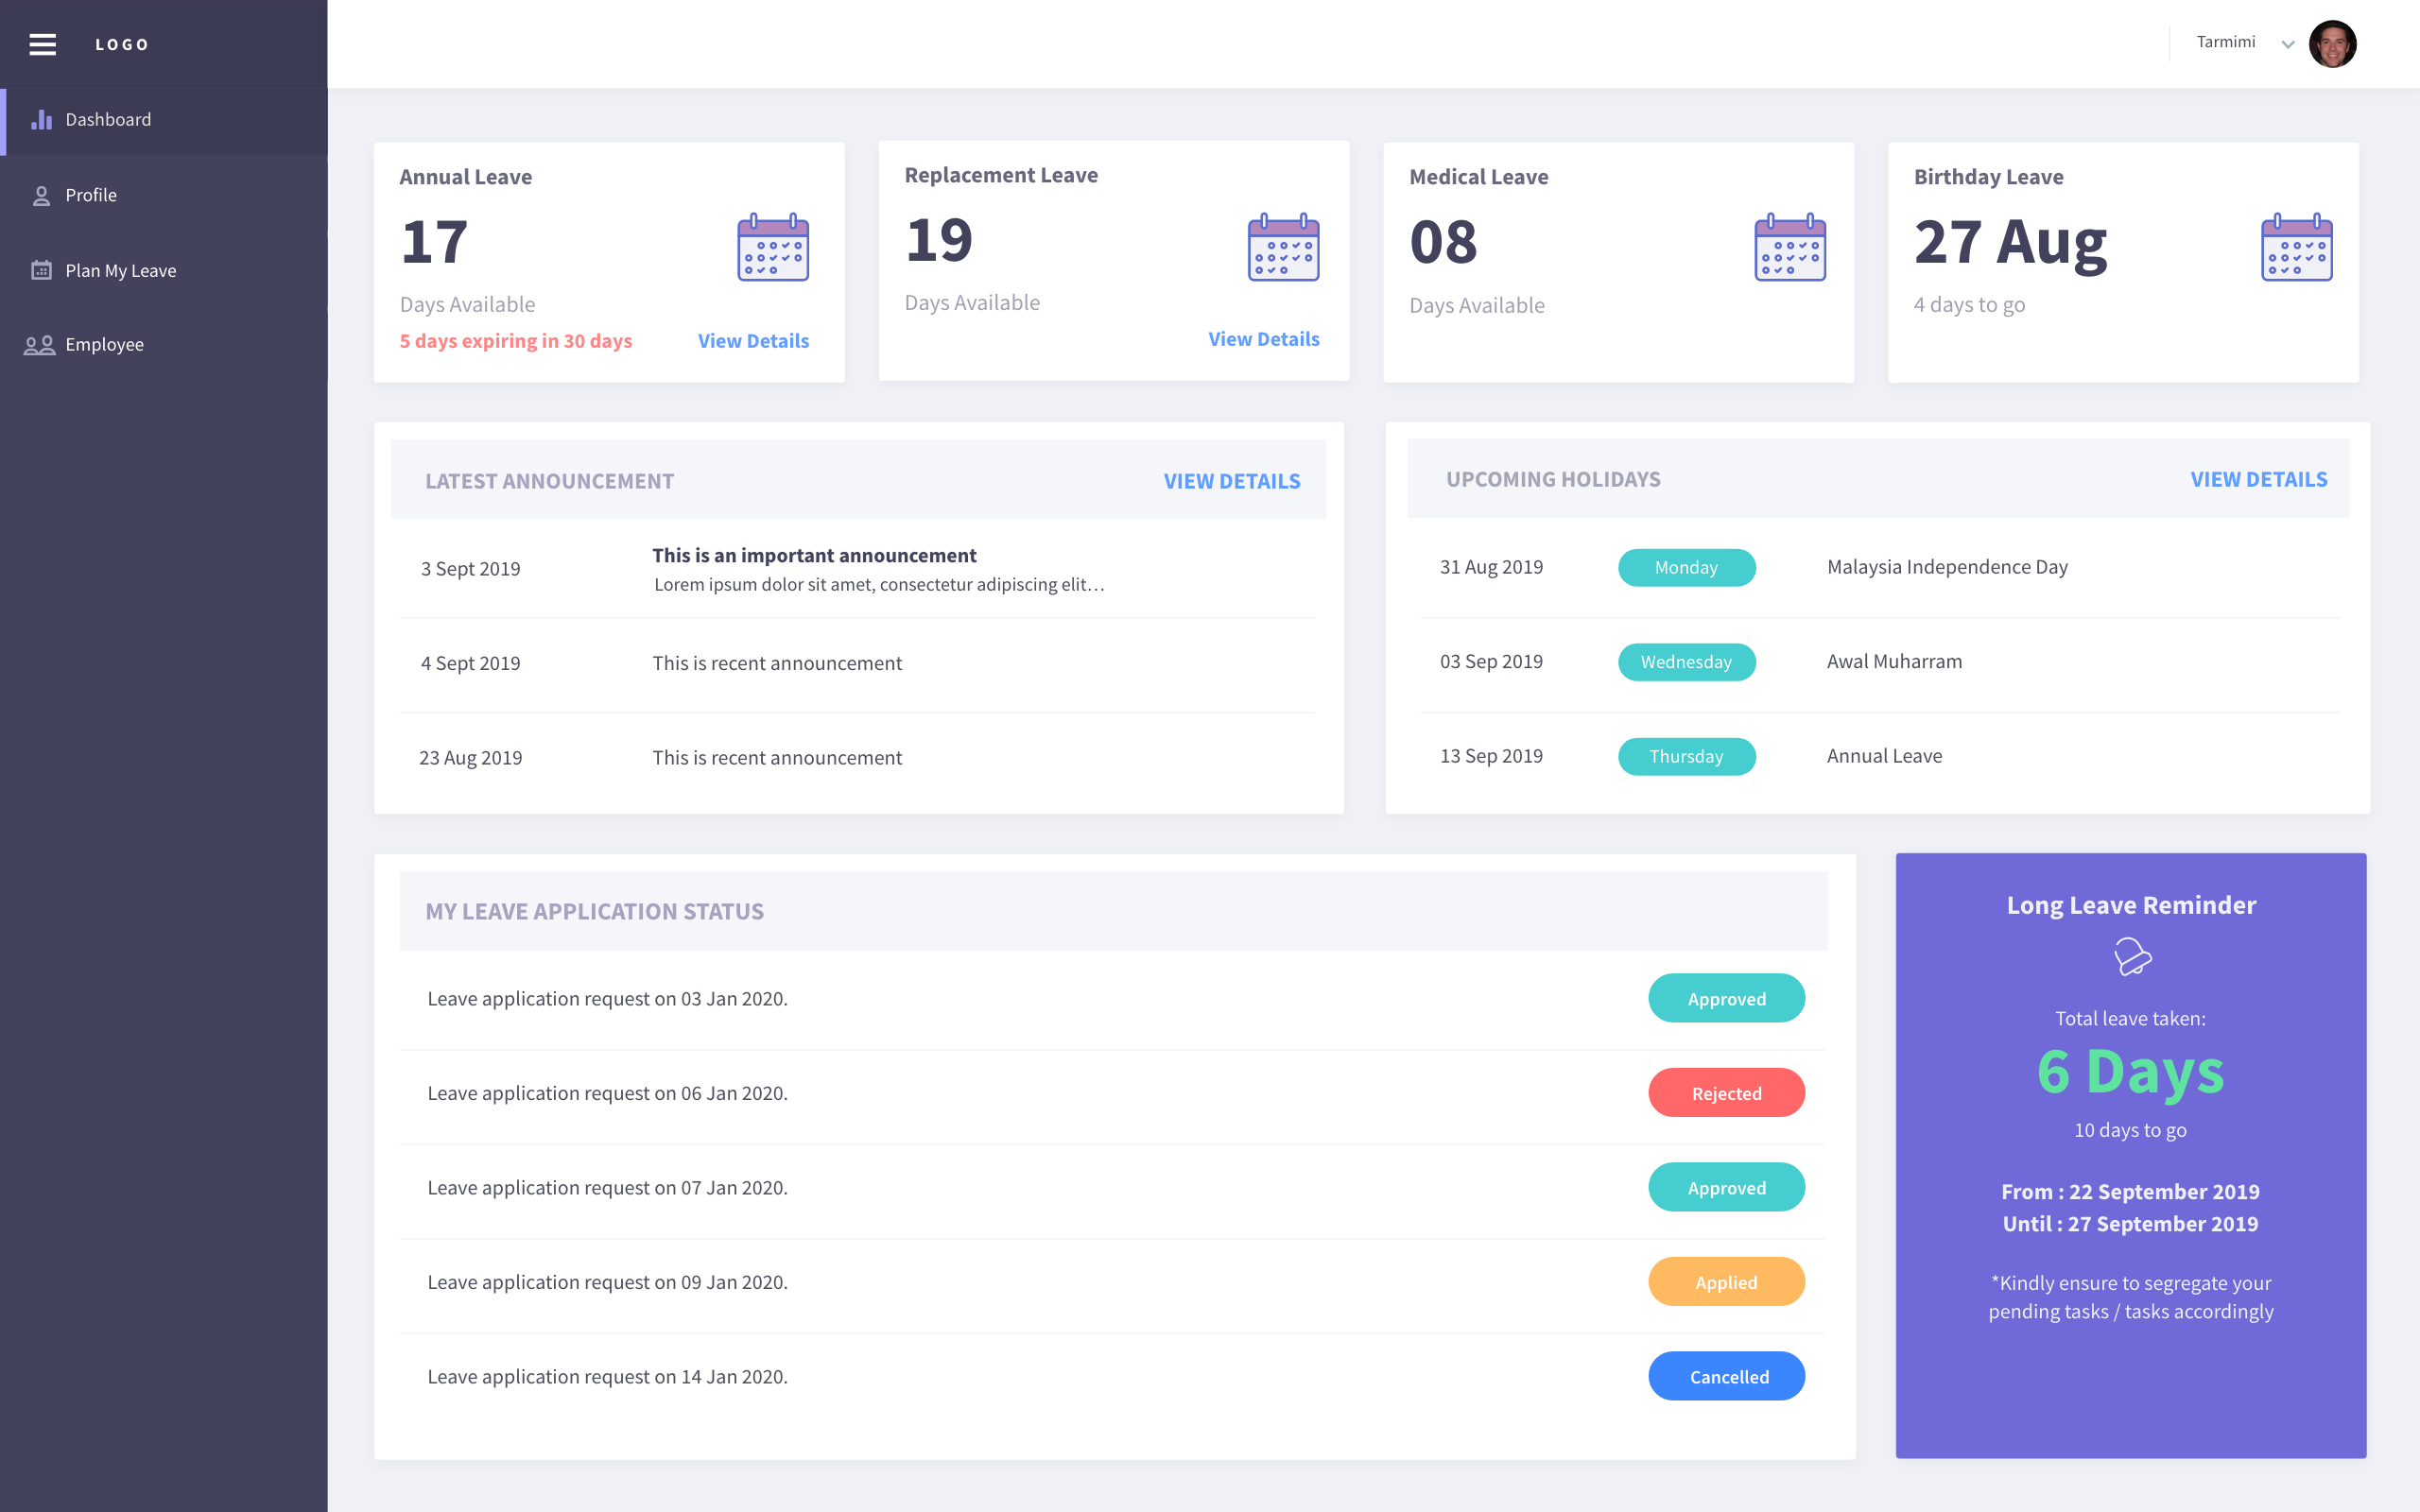 LOGO
Tarmimi
Dashboard
Profile
Plan My Leave
Employee
Annual Leave
17
Days Available
5 days expiring in 30 days
View Details
Replacement Leave
19
Days Available
View Details
Medical Leave
08
Days Available
Birthday Leave
27 Aug
4 days to go
LATEST ANNOUNCEMENT
VIEW DETAILS
3 Sept 2019
This is an important announcement
Lorem ipsum dolor sit amet, consectetur adipiscing elit…
4 Sept 2019
This is recent announcement
23 Aug 2019
This is recent announcement
UPCOMING HOLIDAYS
VIEW DETAILS
31 Aug 2019
Monday
Malaysia Independence Day
03 Sep 2019
Wednesday
Awal Muharram
13 Sep 2019
Thursday
Annual Leave
MY LEAVE APPLICATION STATUS
Leave application request on 03 Jan 2020.
Approved
Leave application request on 06 Jan 2020.
Rejected
Leave application request on 07 Jan 2020.
Approved
Leave application request on 09 Jan 2020.
Applied
Leave application request on 14 Jan 2020.
Cancelled
Long Leave Reminder
Total leave taken:
6 Days
10 days to go
From : 22 September 2019
Until : 27 September 2019
*Kindly ensure to segregate your
pending tasks / tasks accordingly